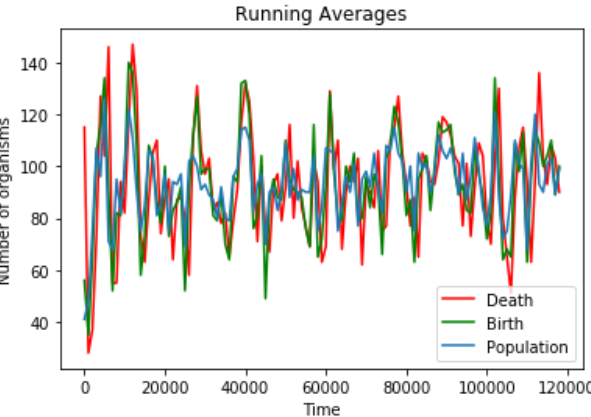 Running Averages
Number of organisms
140
120
100
80
60
40
Death
Birth
Population
0
20000
40000
60000
80000
100000
120000
Time